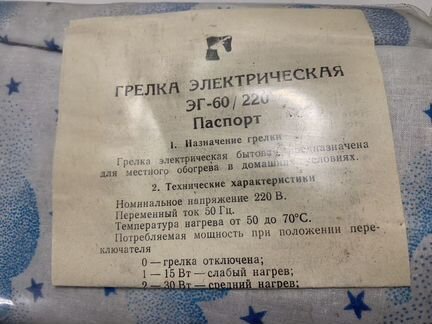 ГРЕЛКА ЭЛЕКТРИЧЕСКАЯ
ЭГ-60/220
Паспорт
1. Назначение грелки
Грелка электрическая бытовая предназначена
для местного обогрева в домашних условиях.
2. Технические характеристики
Номинальное напряжение 220 В.
Переменный ток 50 Гц.
Температура нагрева от 50 до 70°С.
Потребляемая мощность при положении пере-
ключателя
0 — грелка отключена;
1 — 15 Вт — слабый нагрев;
2 — 30 Вт — средний нагрев;